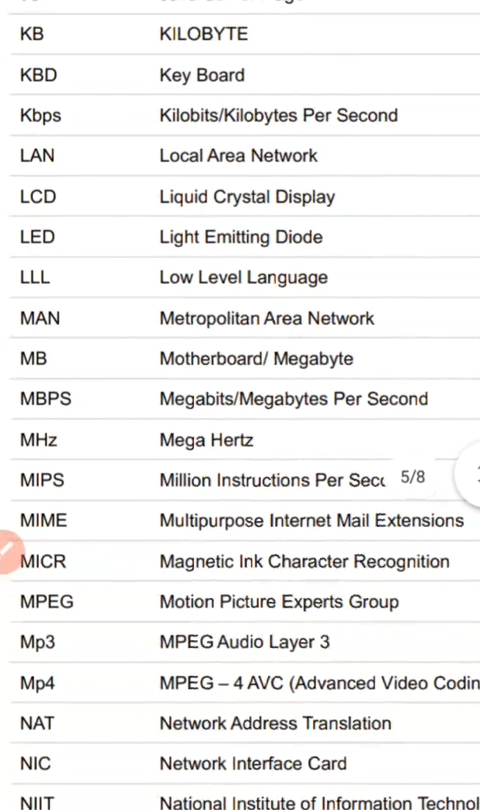 KB KILOBYTE
KBD Key Board
Kbps Kilobits/Kilobytes Per Second
LAN Local Area Network
LCD Liquid Crystal Display
LED Light Emitting Diode
LLL Low Level Language
MAN Metropolitan Area Network
MB Motherboard/ Megabyte
MBPS Megabits/Megabytes Per Second
MHz Mega Hertz
MIPS Million Instructions Per 5/8
MIME Multipurpose Internet Mail Extensions
MICR Magnetic Ink Character Recognition
MPEG Motion Picture Experts Group
Mp3 MPEG Audio Layer 3
Mp4 MPEG – 4 AVC (Advanced Video
NAT Network Address Translation
NIC Network Interface Card
NIIT National Institute of Information